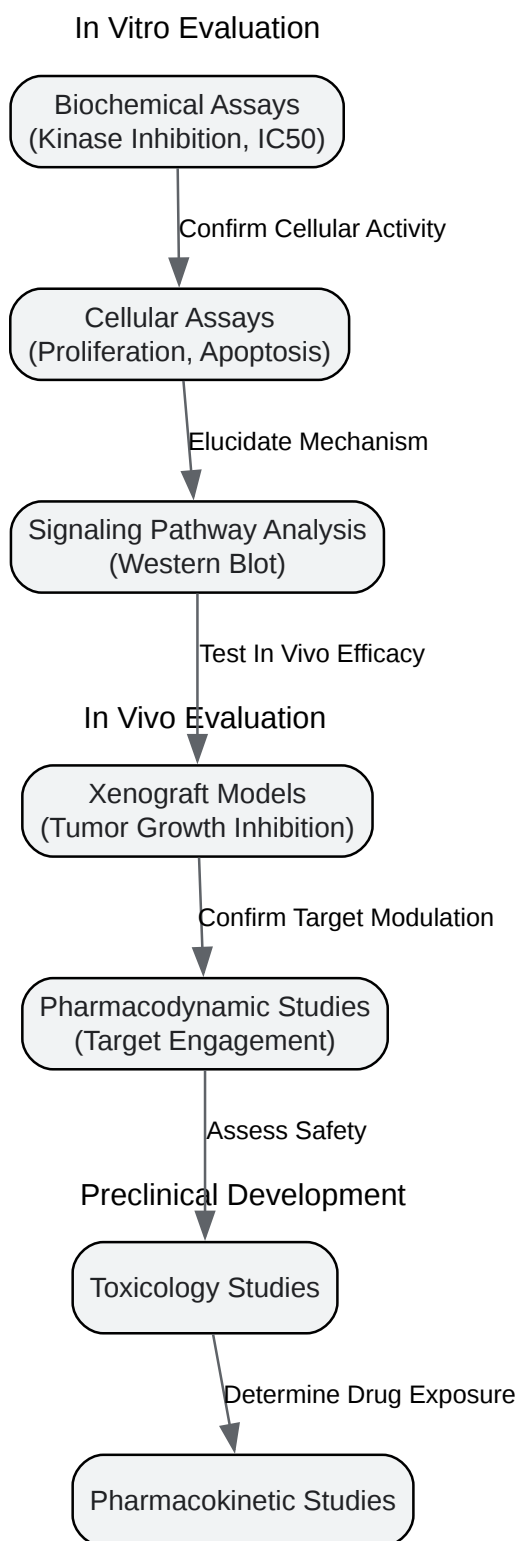 In Vitro Evaluation
Biochemical Assays
(Kinase Inhibition, IC50)
Confirm Cellular Activity
Cellular Assays
(Proliferation, Apoptosis)
Elucidate Mechanism
Signaling Pathway Analysis
(Western Blot)
Test In Vivo Efficacy
In Vivo Evaluation
Xenograft Models
(Tumor Growth Inhibition)
Confirm Target Modulation
Pharmacodynamic Studies
(Target Engagement)
Assess Safety
Preclinical Development
Toxicology Studies
Determine Drug Exposure
Pharmacokinetic Studies